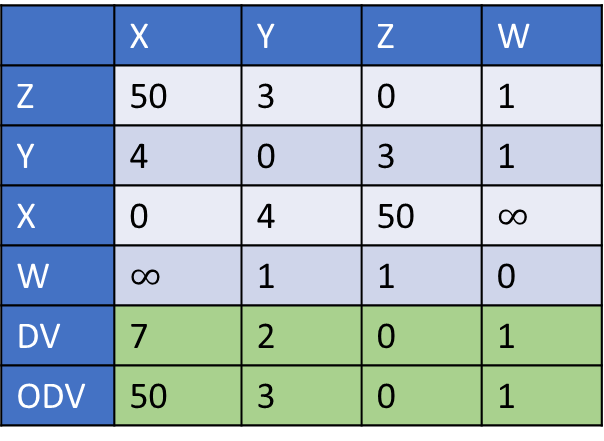 X Y Z W
Z 50 3 0 1
Y 4 0 3 1
X 0 4 50 ∞
W ∞ 1 1 0
DV 7 2 0 1
ODV 50 3 0 1